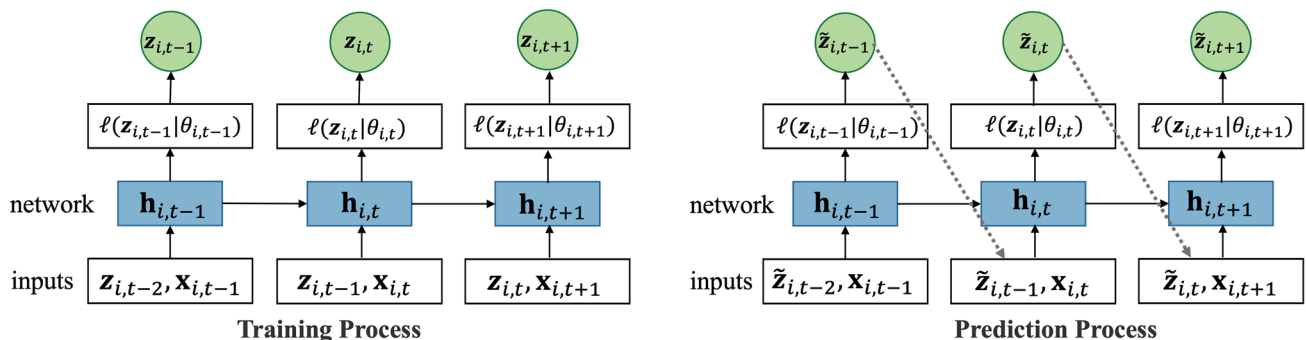 z_{i,t-1} z_{i,t} z_{i,t+1}
ℓ(z_{i,t-1}|θ_{i,t-1}) ℓ(z_{i,t}|θ_{i,t}) ℓ(z_{i,t+1}|θ_{i,t+1})
network h_{i,t-1} h_{i,t} h_{i,t+1}
inputs z_{i,t-2}, x_{i,t-1} z_{i,t-1}, x_{i,t} z_{i,t}, x_{i,t+1}
Training Process
z̃_{i,t-1} z̃_{i,t} z̃_{i,t+1}
ℓ(z_{i,t-1}|θ_{i,t-1}) ℓ(z_{i,t}|θ_{i,t}) ℓ(z_{i,t+1}|θ_{i,t+1})
network h_{i,t-1} h_{i,t} h_{i,t+1}
inputs z̃_{i,t-2}, x_{i,t-1} z̃_{i,t-1}, x_{i,t} z̃_{i,t}, x_{i,t+1}
Prediction Process